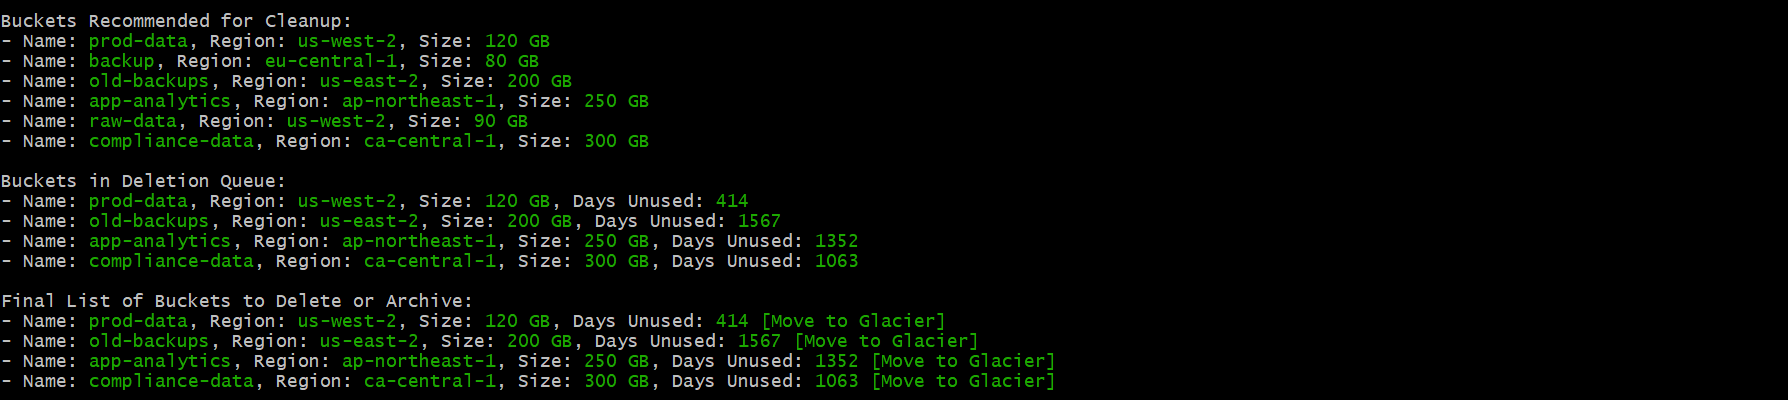 Buckets Recommended for Cleanup:
- Name: prod-data, Region: us-west-2, Size: 120 GB
- Name: backup, Region: eu-central-1, Size: 80 GB
- Name: old-backups, Region: us-east-2, Size: 200 GB
- Name: app-analytics, Region: ap-northeast-1, Size: 250 GB
- Name: raw-data, Region: us-west-2, Size: 90 GB
- Name: compliance-data, Region: ca-central-1, Size: 300 GB
Buckets in Deletion Queue:
- Name: prod-data, Region: us-west-2, Size: 120 GB, Days Unused: 414
- Name: old-backups, Region: us-east-2, Size: 200 GB, Days Unused: 1567
- Name: app-analytics, Region: ap-northeast-1, Size: 250 GB, Days Unused: 1352
- Name: compliance-data, Region: ca-central-1, Size: 300 GB, Days Unused: 1063
Final List of Buckets to Delete or Archive:
- Name: prod-data, Region: us-west-2, Size: 120 GB, Days Unused: 414 [Move to Glacier]
- Name: old-backups, Region: us-east-2, Size: 200 GB, Days Unused: 1567 [Move to Glacier]
- Name: app-analytics, Region: ap-northeast-1, Size: 250 GB, Days Unused: 1352 [Move to Glacier]
- Name: compliance-data, Region: ca-central-1, Size: 300 GB, Days Unused: 1063 [Move to Glacier]